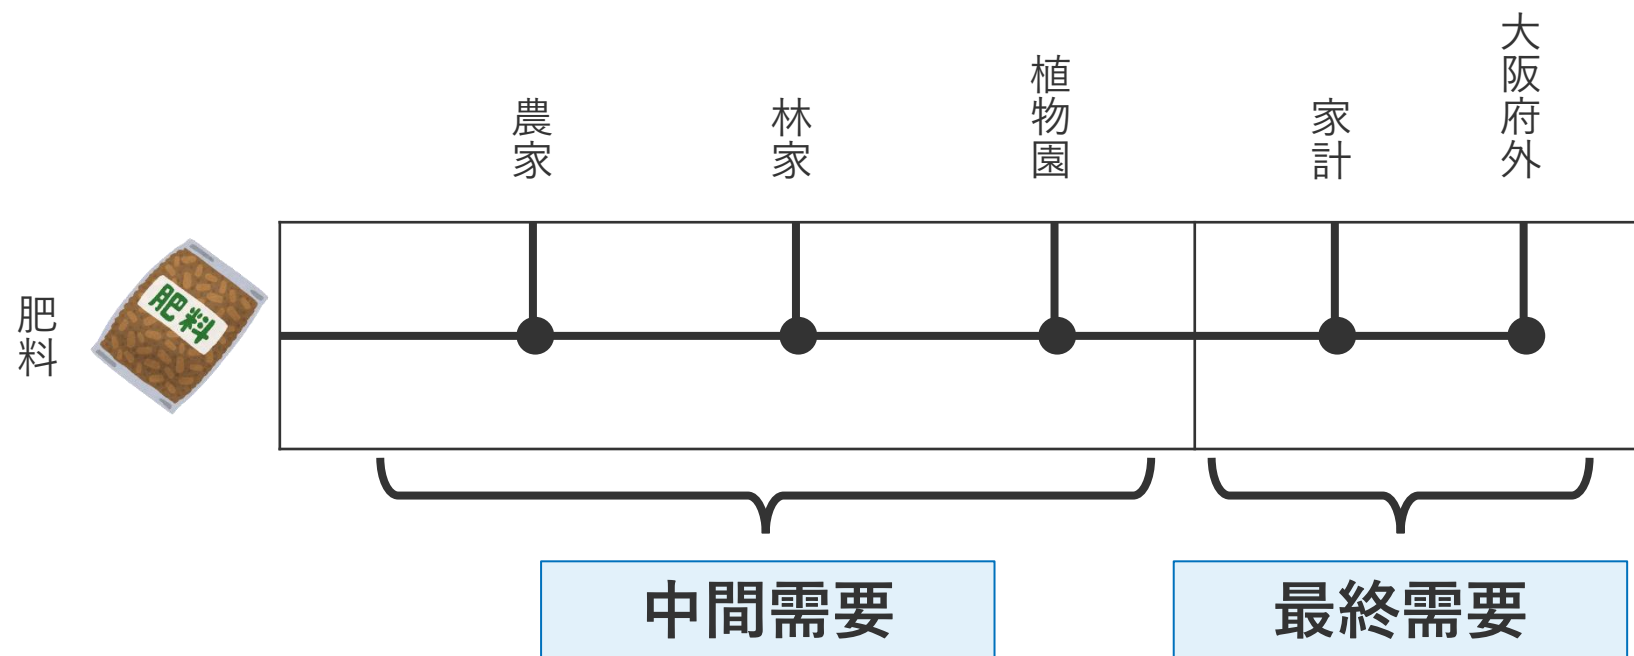 農家
林家
植物園
家計
大阪府外
肥料
肥料
中間需要
最終需要